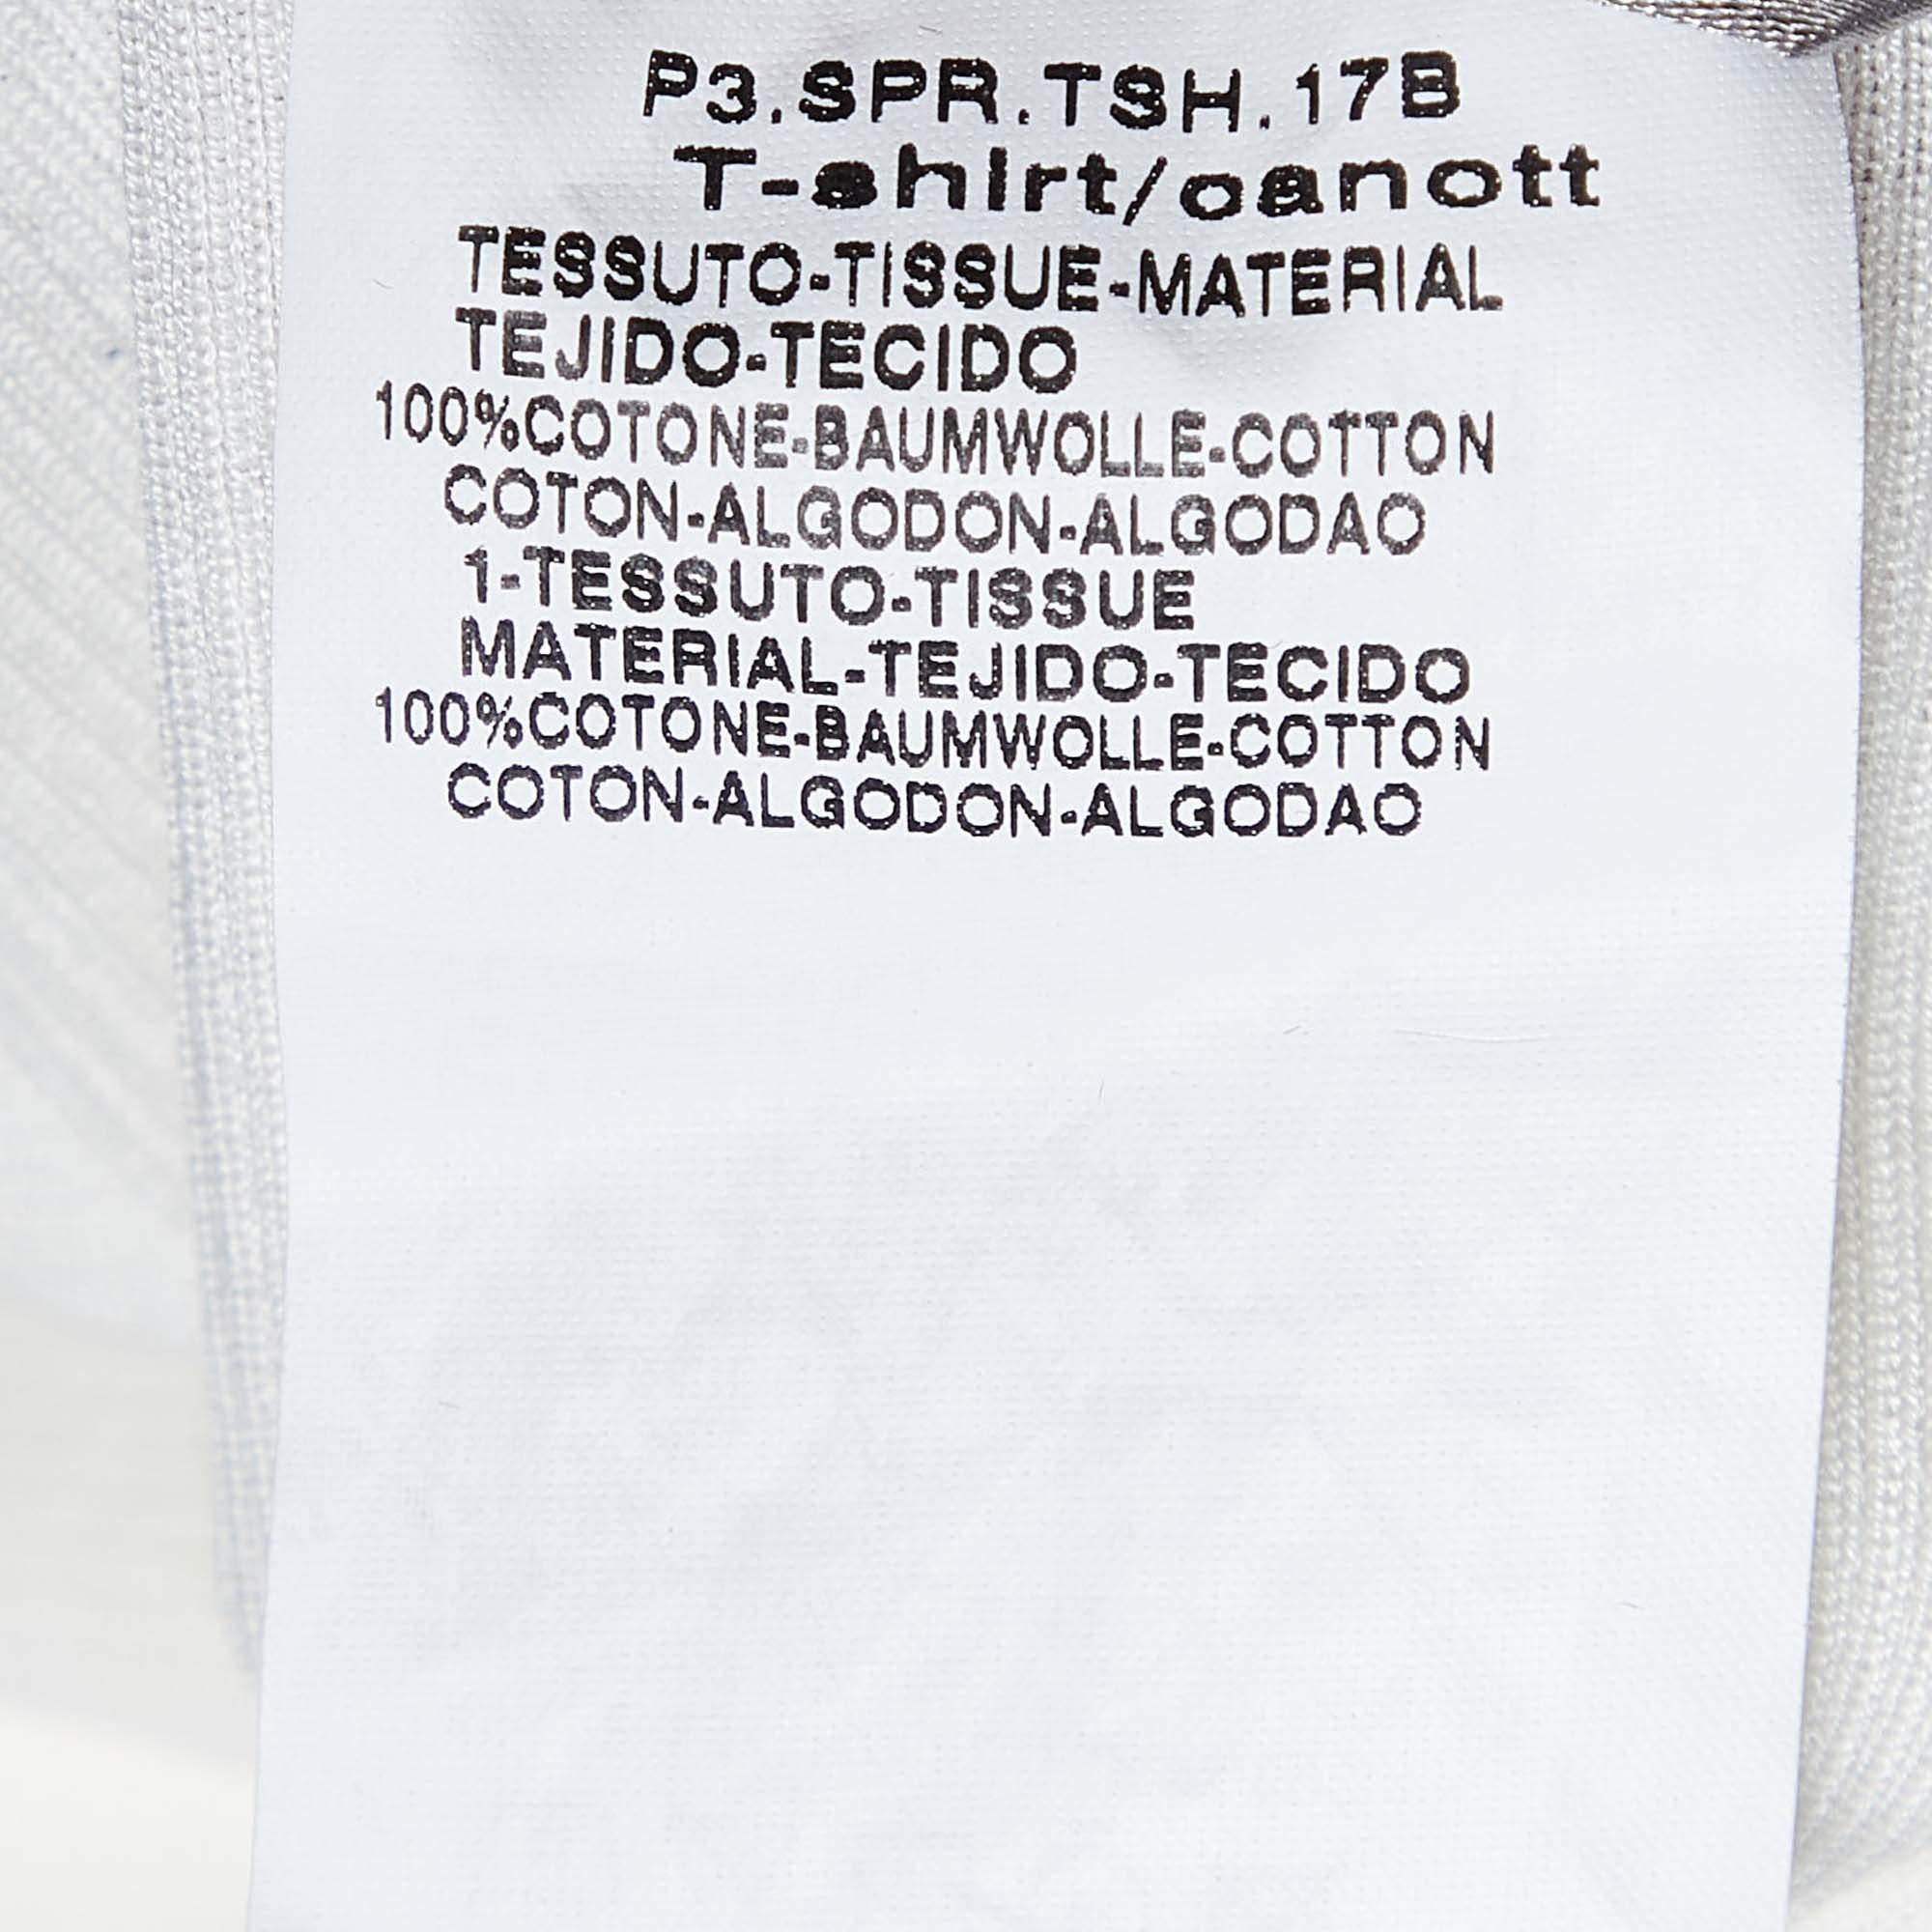 P3.SPR.TSH.17B
T-shirt/canott
TESSUTO-TISSUE-MATERIAL
TEJIDO-TECIDO
100%COTONE-BAUMWOLLE-COTTON
COTON-ALGODON-ALGODAO
1-TESSUTO-TISSUE
MATERIAL-TEJIDO-TECIDO
100%COTONE-BAUMWOLLE-COTTON
COTON-ALGODON-ALGODAO